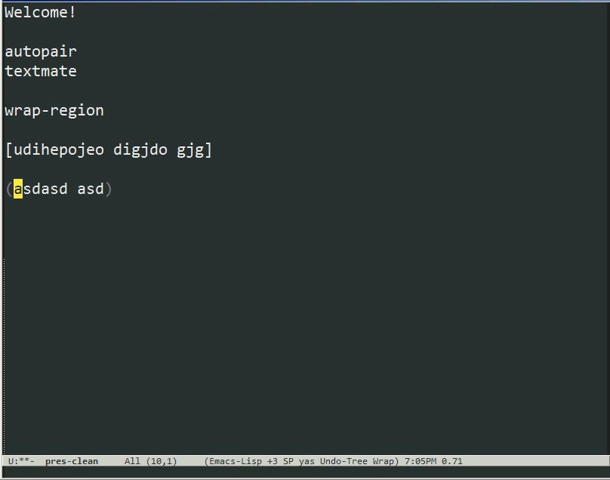 Welcome!
autopair
textmate
wrap-region
[udihepojeo digjdo gjg]
(asdasd asd)
U:**-  pres-clean     All (10,1)     (Emacs-Lisp +3 SP yas Undo-Tree Wrap) 7:05PM 0.71